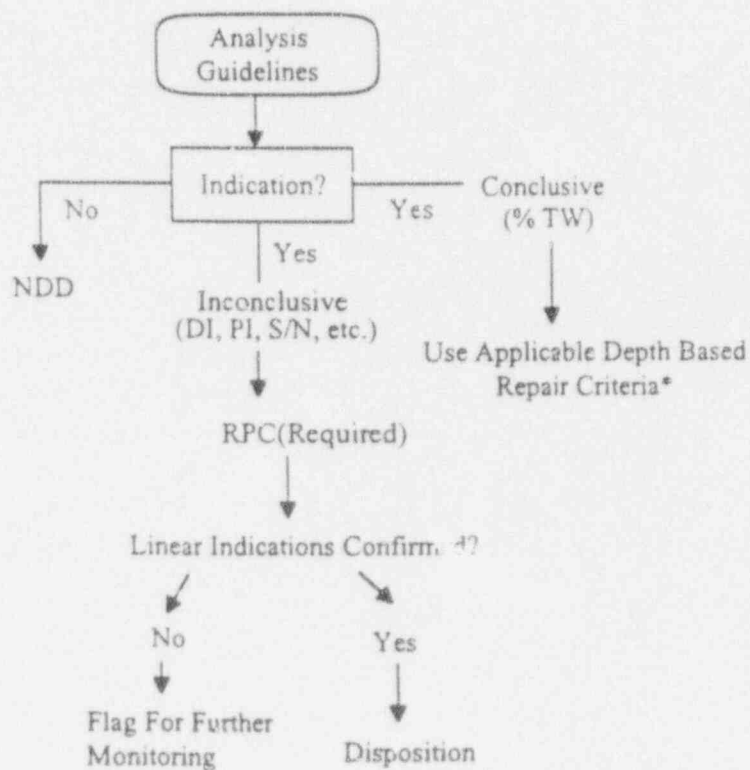 Analysis
Guidelines
Indication?
No
Yes
Conclusive
(% TW)
Yes
NDD
Inconclusive
(DI, PI, S/N, etc.)
Use Applicable Depth Based
Repair Criteria*
RPC(Required)
Linear Indications
No
Yes
Flag For Further
Monitoring
Disposition